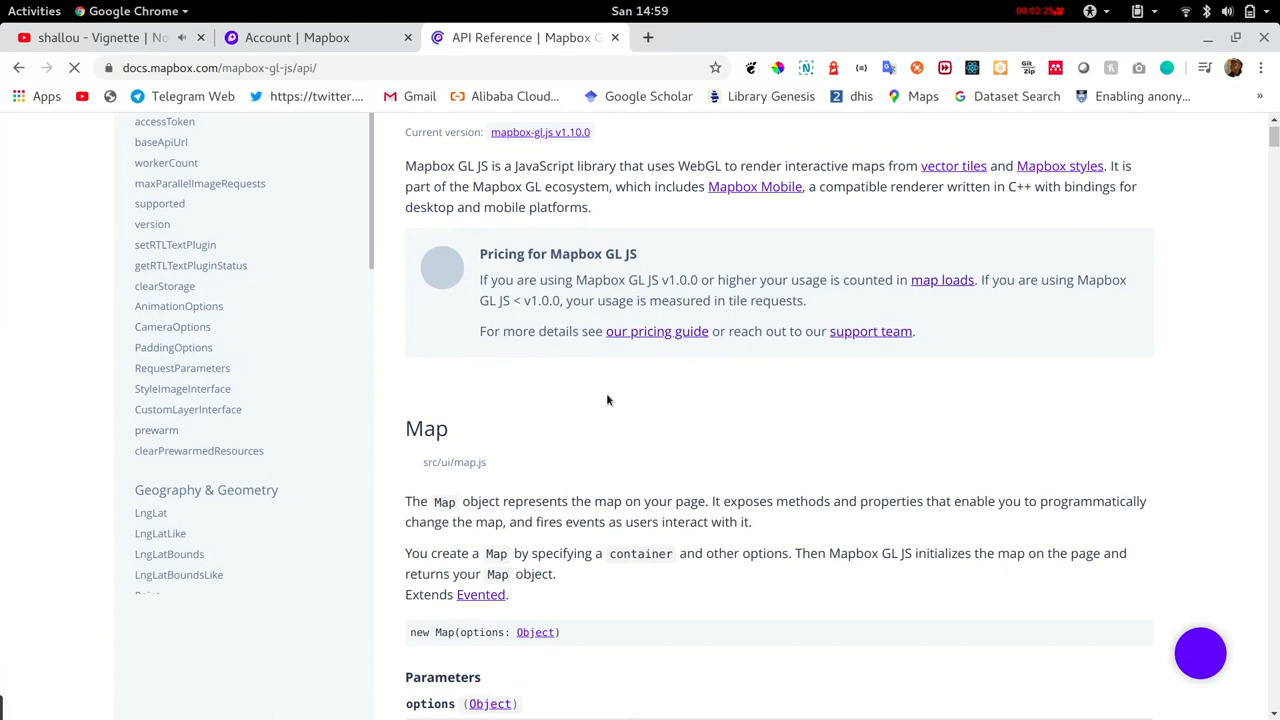 Activities
Google Chrome
San 14:59
00:02:25
shallou - Vignette | No
Account | Mapbox
API Reference | Mapbox G
docs.mapbox.com/mapbox-gl-js/api/
Apps
Telegram Web
https://twitter....
Gmail
Alibaba Cloud...
Google Scholar
Library Genesis
dhis
Maps
Dataset Search
Enabling anony...
»
accessToken
baseApiUrl
workerCount
maxParallelImageRequests
supported
version
setRTLTextPlugin
getRTLTextPluginStatus
clearStorage
AnimationOptions
CameraOptions
PaddingOptions
RequestParameters
StyleImageInterface
CustomLayerInterface
prewarm
clearPrewarmedResources
Geography & Geometry
LngLat
LngLatLike
LngLatBounds
LngLatBoundsLike
Current version: mapbox-gl.js v1.10.0
Mapbox GL JS is a JavaScript library that uses WebGL to render interactive maps from vector tiles and Mapbox styles. It is
part of the Mapbox GL ecosystem, which includes Mapbox Mobile, a compatible renderer written in C++ with bindings for
desktop and mobile platforms.
Pricing for Mapbox GL JS
If you are using Mapbox GL JS v1.0.0 or higher your usage is counted in map loads. If you are using Mapbox
GL JS < v1.0.0, your usage is measured in tile requests.
For more details see our pricing guide or reach out to our support team.
Map
src/ui/map.js
The Map object represents the map on your page. It exposes methods and properties that enable you to programmatically
change the map, and fires events as users interact with it.
You create a Map by specifying a container and other options. Then Mapbox GL JS initializes the map on the page and
returns your Map object.
Extends Evented.
new Map(options: Object)
Parameters
options (Object)